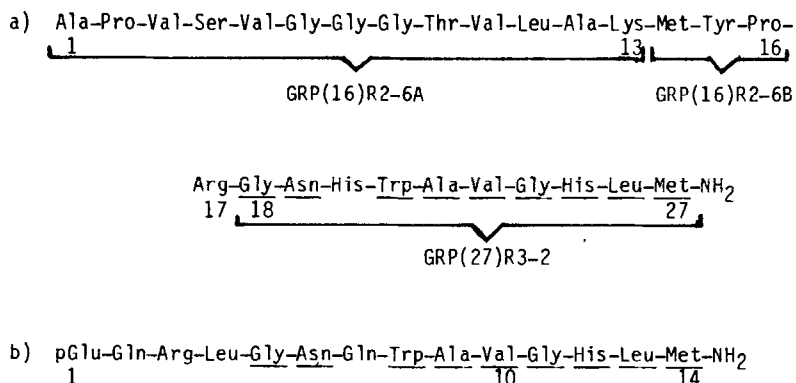 a) Ala-Pro-Val-Ser-Val-Gly-Gly-Gly-Thr-Val-Leu-Ala-Lys-Met-Tyr-Pro-
1 13 16
GRP(16)R2-6A GRP(16)R2-6B
Arg-Gly-Asn-His-Trp-Ala-Val-Gly-His-Leu-Met-NH2
17 18 27
GRP(27)R3-2
b) pGlu-Gln-Arg-Leu-Gly-Asn-Gln-Trp-Ala-Val-Gly-His-Leu-Met-NH2
1 10 14